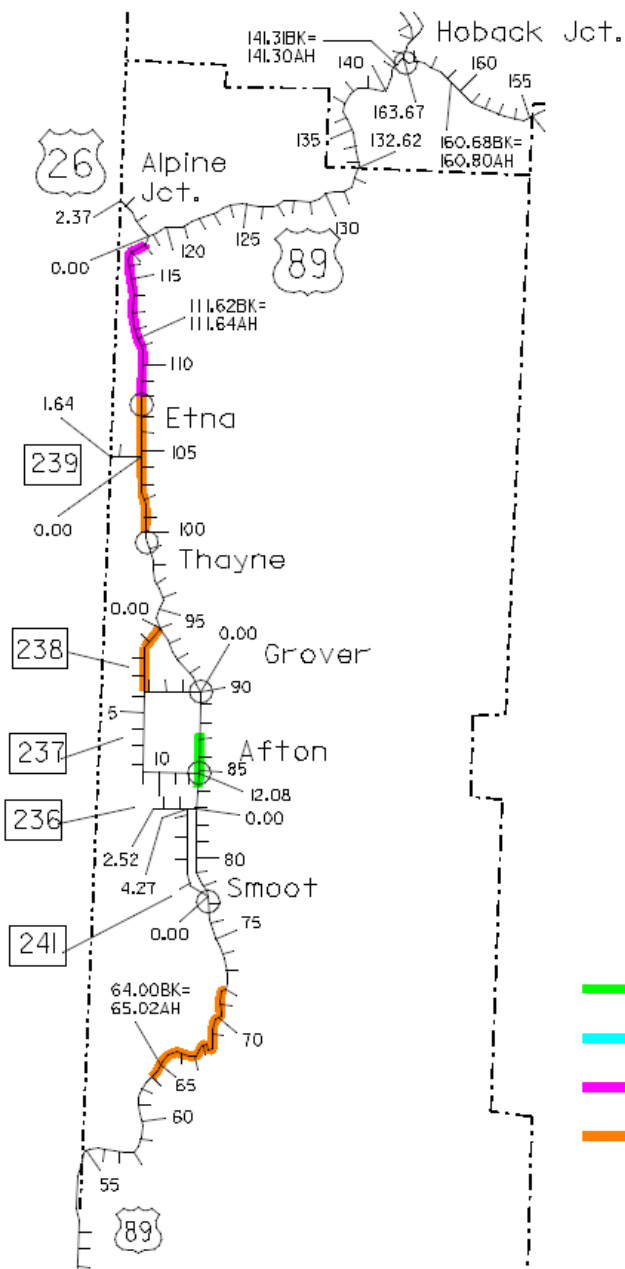 Hoback Jct.
141.31BK=
141.30AH
140
160
155
163.67
135
132.62
160.68BK=
160.80AH
26
Alpine
Jct.
2.37
120
125
130
0.00
115
89
111.62BK=
111.64AH
110
1.64
Etna
239
105
0.00
100
Thayne
0.00
95
0.00
238
Grover
90
5
237
Afton
10
85
12.08
236
0.00
2.52
80
4.27
Smoot
75
241
0.00
64.00BK=
65.02AH
70
65
60
55
89